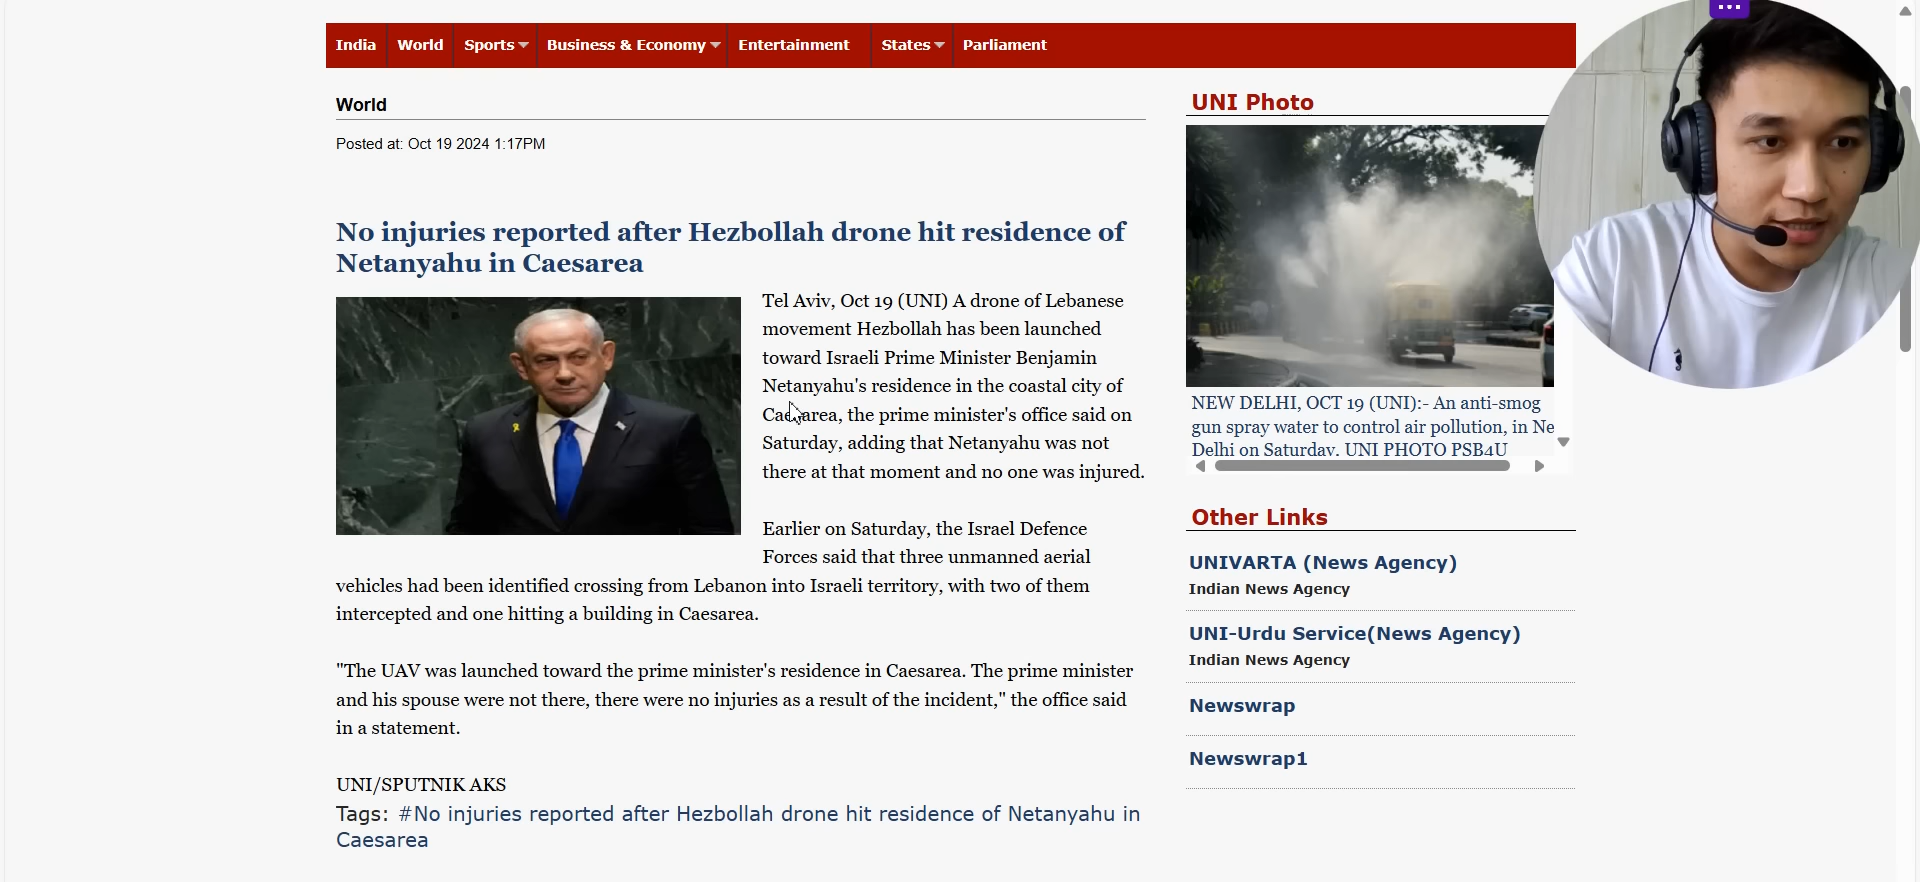 India World Sports Business & Economy Entertainment States Parliament
World
Posted at: Oct 19 2024 1:17PM
No injuries reported after Hezbollah drone hit residence of
Netanyahu in Caesarea
Tel Aviv, Oct 19 (UNI) A drone of Lebanese
movement Hezbollah has been launched
toward Israeli Prime Minister Benjamin
Netanyahu's residence in the coastal city of
Caesarea, the prime minister's office said on
Saturday, adding that Netanyahu was not
there at that moment and no one was injured.
Earlier on Saturday, the Israel Defence
Forces said that three unmanned aerial
vehicles had been identified crossing from Lebanon into Israeli territory, with two of them
intercepted and one hitting a building in Caesarea.
"The UAV was launched toward the prime minister's residence in Caesarea. The prime minister
and his spouse were not there, there were no injuries as a result of the incident," the office said
in a statement.
UNI/SPUTNIK AKS
Tags: #No injuries reported after Hezbollah drone hit residence of Netanyahu in
Caesarea
UNI Photo
NEW DELHI, OCT 19 (UNI):- An anti-smog
gun spray water to control air pollution, in Ne
Delhi on Saturday. UNI PHOTO PSB4U
Other Links
UNIVARTA (News Agency)
Indian News Agency
UNI-Urdu Service(News Agency)
Indian News Agency
Newswrap
Newswrap1